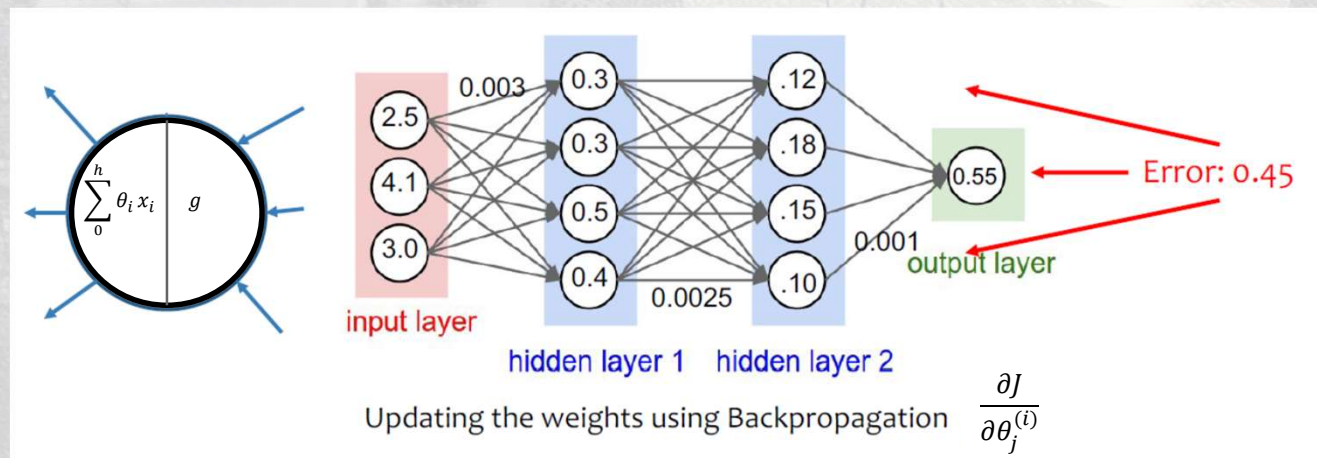 h
∑ θᵢ xᵢ
0
g
2.5
4.1
3.0
input layer
0.003
0.3
0.3
0.5
0.4
hidden layer 1
0.0025
.12
.18
.15
.10
hidden layer 2
0.001
0.55
output layer
Error: 0.45
Updating the weights using Backpropagation
∂J
∂θⱼ⁽ⁱ⁾